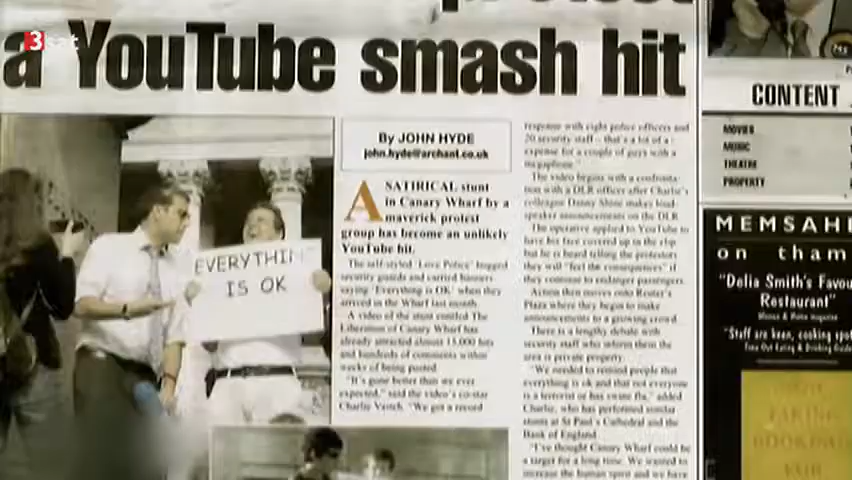 3sat
a YouTube smash hit
EVERYTHIN
IS OK
By JOHN HYDE
john.hyde@archant.co.uk
A SATIRICAL stunt
in Canary Wharf by a
maverick protest
group has become an unlikely
YouTube hit.
The self-styled 'Love Police' hugged
security guards and carried banners
saying 'Everything is OK' when they
arrived in the Wharf last month.
A video of the stunt entitled The
Liberation of Canary Wharf has
already attracted almost 15,000 hits
and hundreds of comments within
weeks of being posted.
"It's gone better than we ever
expected," said the video's co-star
Charlie Veitch. "We got a record
response with eight police officers and
20 security staff – that's a lot of
expense for a couple of guys with a
megaphone."
The video begins with a confronta-
tion with a DLR officer after Charlie's
colleague Danny Shine makes loud-
speaker announcements on the DLR.
The operative applied to YouTube to
have his face covered up in the clip
but he is heard telling the protestors
they will "feel the consequences" if
they continue to endanger passengers.
Action then moves onto Reuter's
Plaza where they begin to make
announcements to a growing crowd.
There is a lengthy debate with
security staff who inform them the
area is private property.
"We needed to remind people that
everything is ok and that not everyone
is a terrorist or has swine flu," added
Charlie, who has performed similar
stunts at St Paul's Cathedral and the
Bank of England.
"I've thought Canary Wharf could be
a target for a long time. We wanted to
increase the human spirit and we have
CONTENT
MOVIES
MUSIC
THEATRE
PROPERTY
MEMSAH
on tham
"Delia Smith's Favou
Restaurant"
"Staff are keen, cooking spot
Time Out Eating & Drinking Guide
TAKING
BOOKINGS
FOR